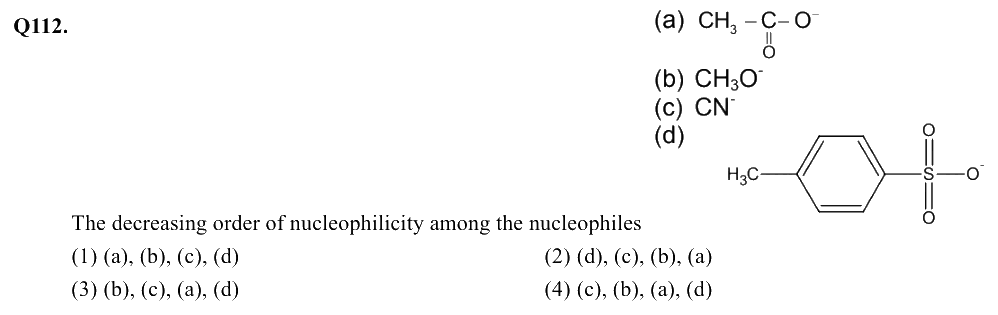 Q112.
(a) CH₃ – C – O⁻
||
O
(b) CH₃O⁻
(c) CN⁻
(d)
O
H₃C S O⁻
O
The decreasing order of nucleophilicity among the nucleophiles
(1) (a), (b), (c), (d) (2) (d), (c), (b), (a)
(3) (b), (c), (a), (d) (4) (c), (b), (a), (d)